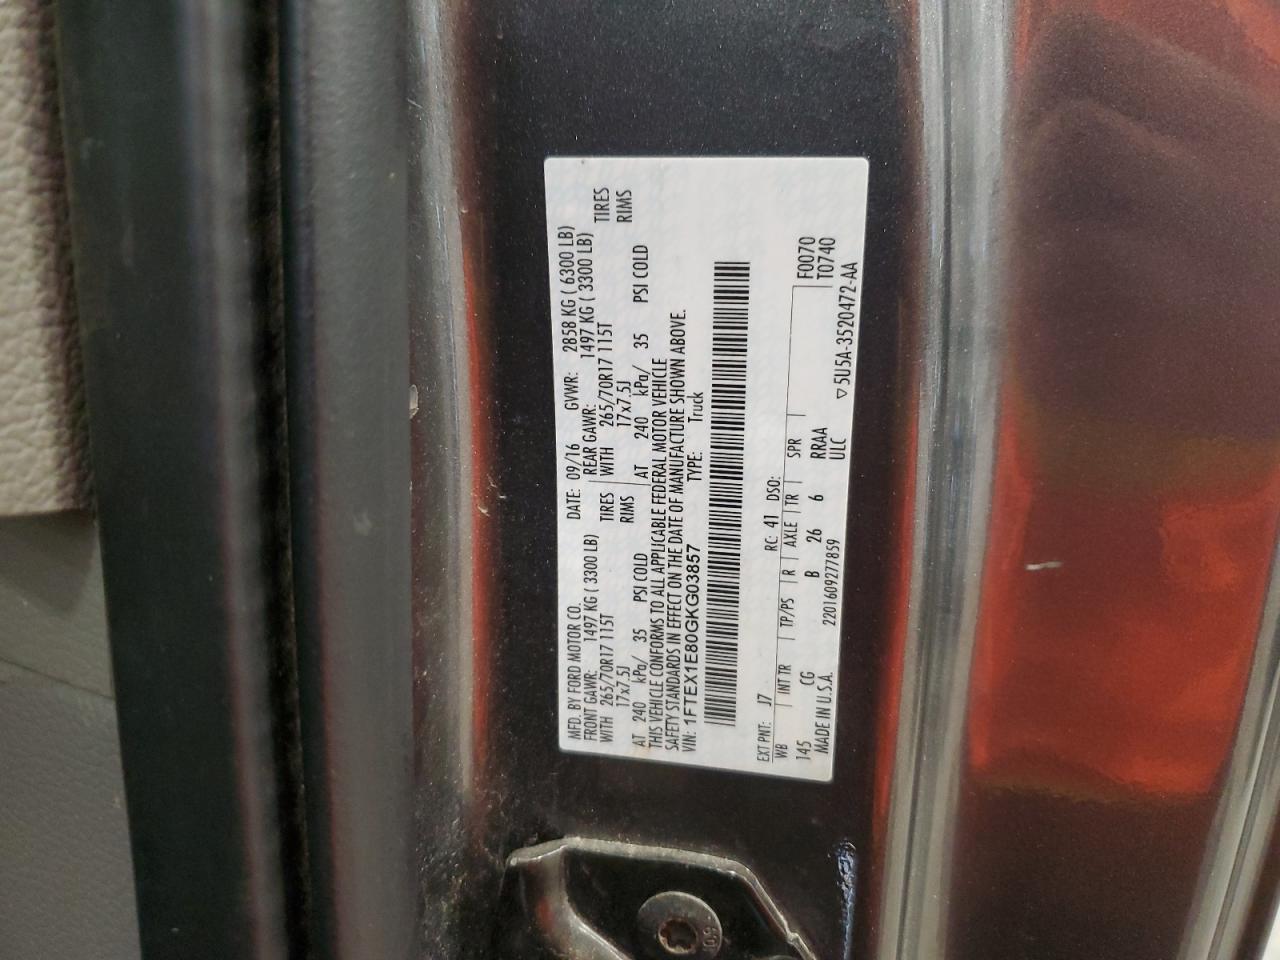 MFD. BY FORD MOTOR CO.
DATE: 09/16 GVWR: 2858 KG ( 6300 LB)
FRONT GAWR: 1497 KG ( 3300 LB)
REAR GAWR: 1497 KG ( 3300 LB)
WITH 265/70R17 115T TIRES
WITH 265/70R17 115T TIRES
17x7.5J RIMS
17x7.5J RIMS
AT 240 kPa/ 35 PSI COLD
AT 240 kPa/ 35 PSI COLD
THIS VEHICLE CONFORMS TO ALL APPLICABLE FEDERAL MOTOR VEHICLE
SAFETY STANDARDS IN EFFECT ON THE DATE OF MANUFACTURE SHOWN ABOVE.
VIN: 1FTEX1E80GKG03857 TYPE: Truck
EXT PNT: J7 RC: 41 DSO:
WB INT TR TP/PS R AXLE TR SPR
F0070
145 CG B 26 6 RRAA
T0740
MADE IN U.S.A. 2201609277859 ULC
▽5U5A-3520472-AA
10.9